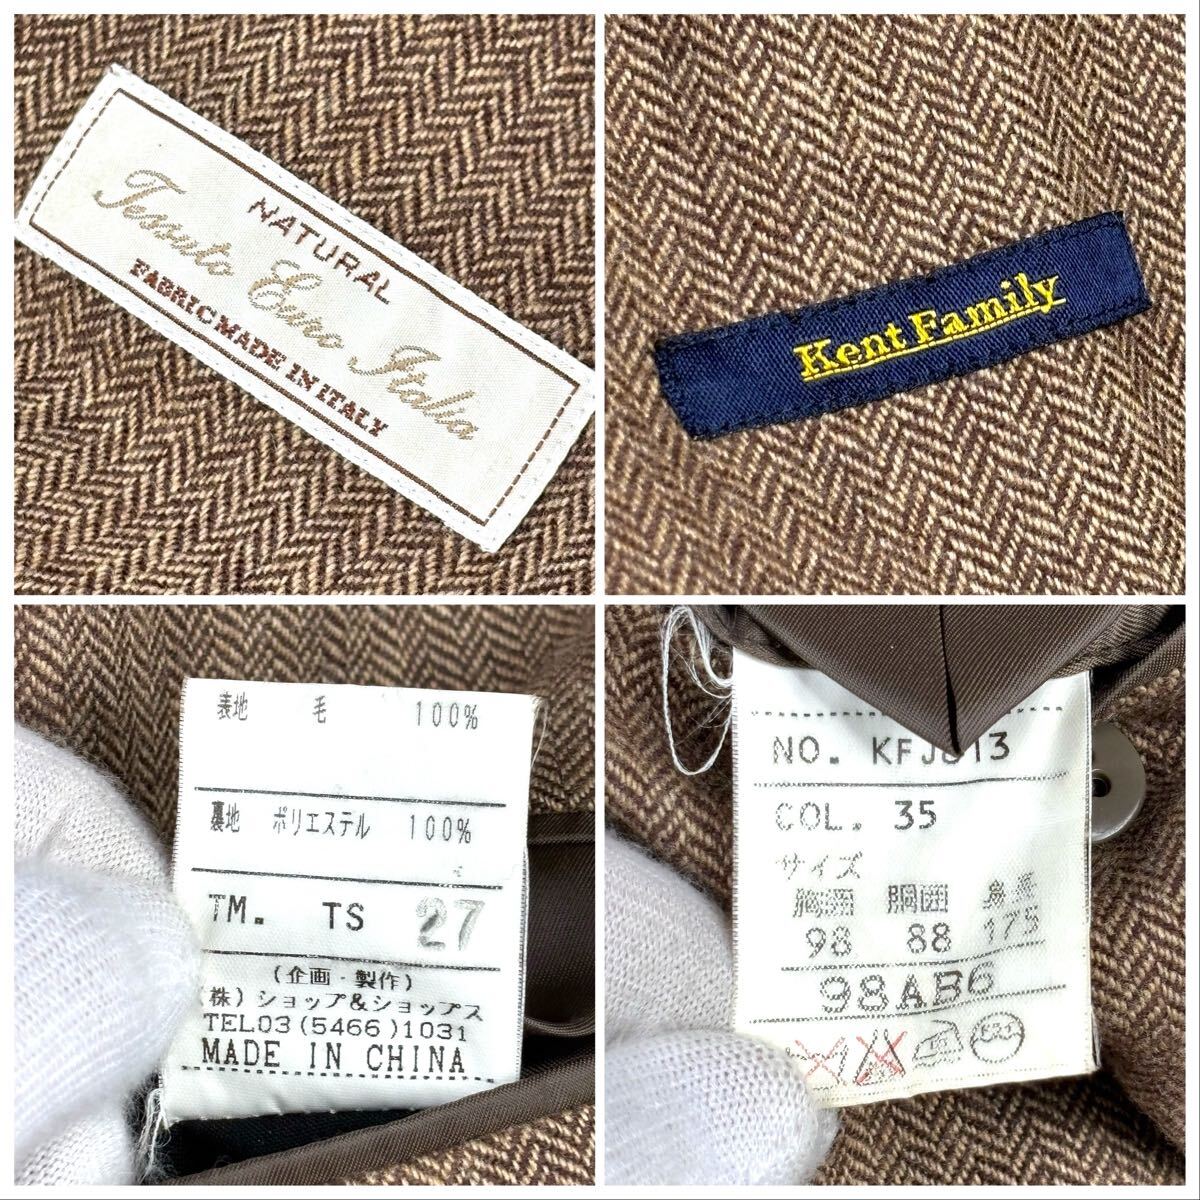 NATURAL
Tessuto Euro Italia
FABRIC MADE IN ITALY
Kent Family
表地 毛 100%
裏地 ポリエステル 100%
TM. TS 27
(企画・製作)
(株)ショップ&ショップス
TEL03(5466)1031
MADE IN CHINA
NO. KFJ813
COL. 35
サイズ
胸囲 胴囲 身長
98 88 175
98AB6